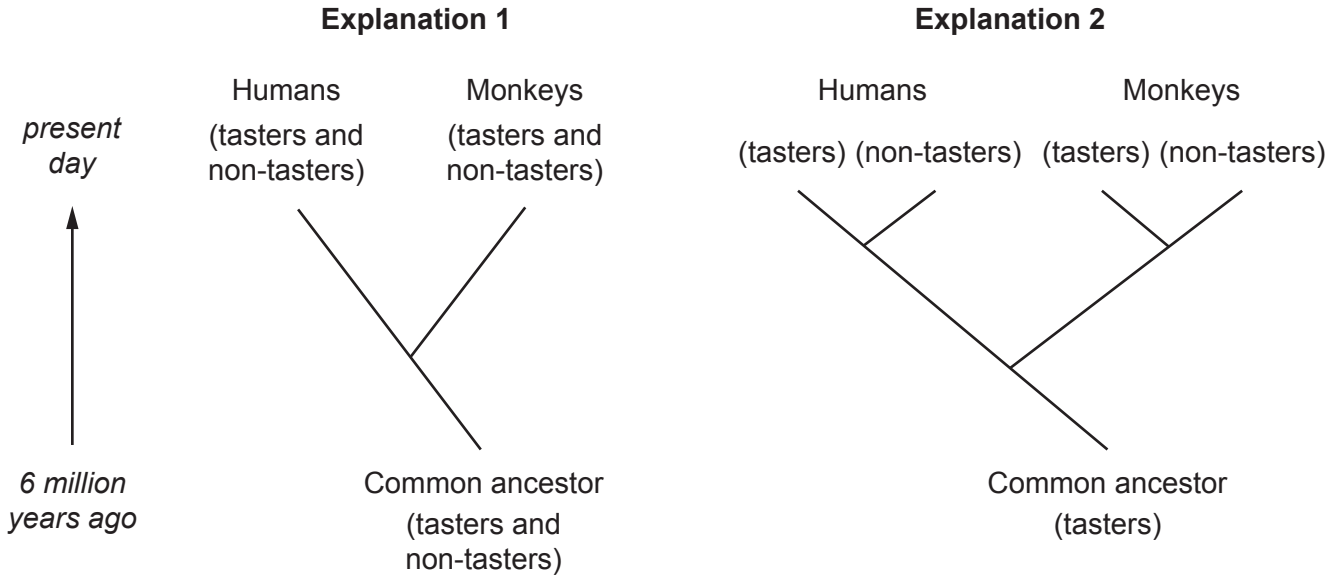 Explanation 1
Explanation 2
Humans
Monkeys
Humans
Monkeys
present
day
(tasters and
non-tasters)
(tasters and
non-tasters)
(tasters) (non-tasters)
(tasters) (non-tasters)
6 million
years ago
Common ancestor
(tasters and
non-tasters)
Common ancestor
(tasters)